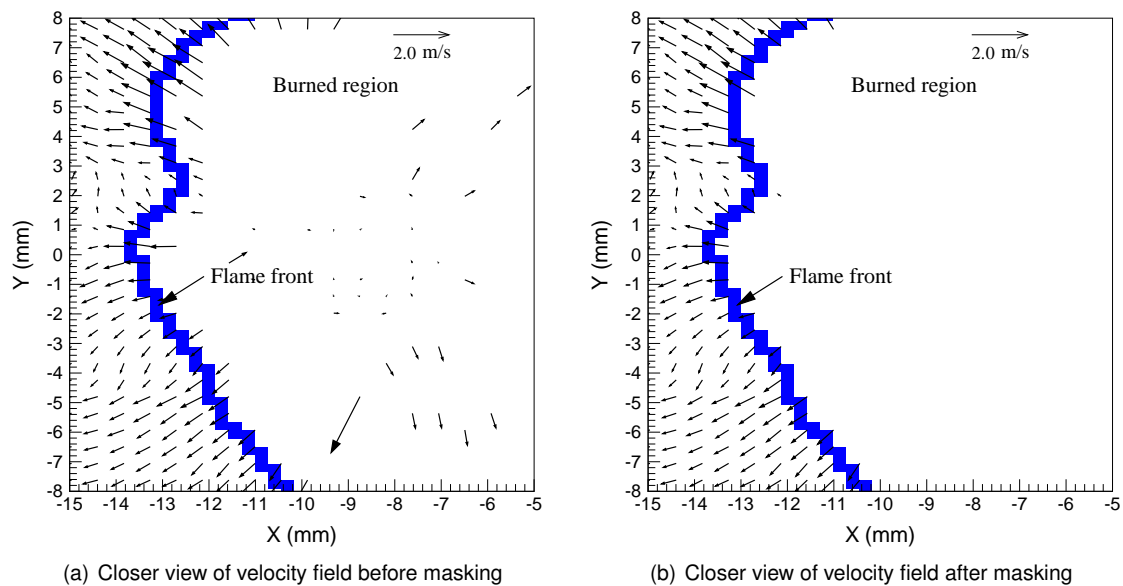 8
7
6
5
4
3
2
1
0
-1
-2
-3
-4
-5
-6
-7
-8
Y (mm)
2.0 m/s
Burned region
Flame front
-15 -14 -13 -12 -11 -10 -9 -8 -7 -6 -5
X (mm)
(a) Closer view of velocity field before masking
8
7
6
5
4
3
2
1
0
-1
-2
-3
-4
-5
-6
-7
-8
Y (mm)
2.0 m/s
Burned region
Flame front
-15 -14 -13 -12 -11 -10 -9 -8 -7 -6 -5
X (mm)
(b) Closer view of velocity field after masking